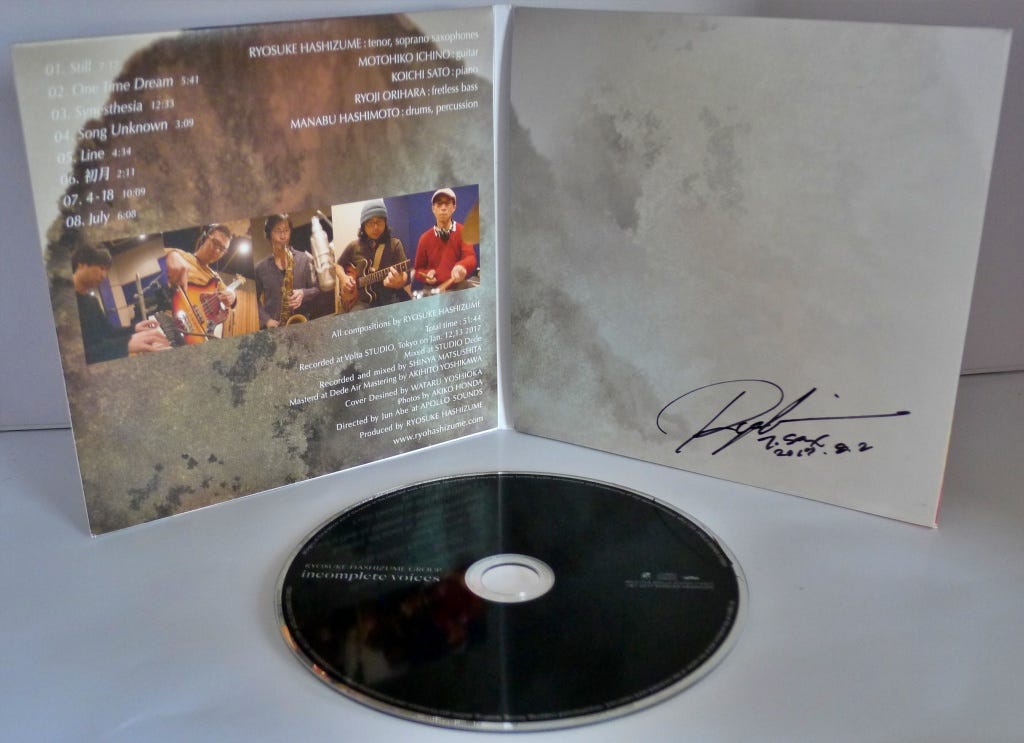 01. Still
02. One Time Dream 5:41
03. Synesthesia 12:33
04. Song Unknown 3:09
05. Line 4:34
06. 初月 2:11
07. 4-18 10:09
08. July 6:08
RYOSUKE HASHIZUME : tenor, soprano saxophones
MOTOHIKO ICHINO : guitar
KOICHI SATO : piano
RYOJI ORIHARA : fretless bass
MANABU HASHIMOTO : drums, percussion
All compositions by RYOSUKE HASHIZUME
Total time : 51:44
Recorded at Volta STUDIO, Tokyo on Jan. 12,13 2017
Mixed at STUDIO Dede
Recorded and mixed by SHINYA MATSUSHITA
Masterd at Dede Air Mastering by AKIHITO YOSHIKAWA
Cover Desined by WATARU YOSHIOKA
Photos by AKIKO HONDA
Directed by Jun Abe at APOLLO SOUNDS
Produced by RYOSUKE HASHIZUME
www.ryohashizume.com
T. Sax
2017. 8. 2
RYOSUKE HASHIZUME GROUP
incomplete voices